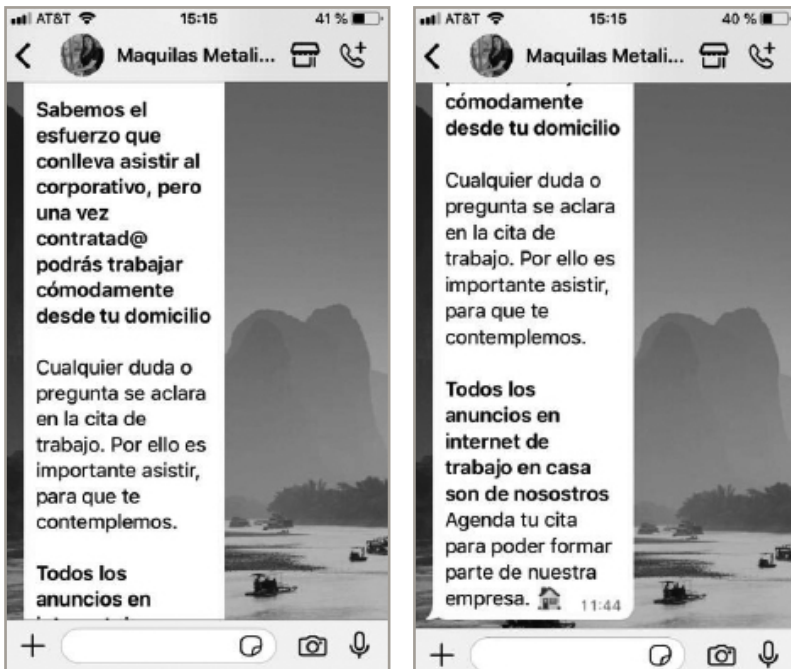 AT&T 15:15 41 %
Maquilas Metali...
Sabemos el
esfuerzo que
conlleva asistir al
corporativo, pero
una vez
contratad@
podrás trabajar
cómodamente
desde tu domicilio
Cualquier duda o
pregunta se aclara
en la cita de
trabajo. Por ello es
importante asistir,
para que te
contemplemos.
Todos los
anuncios en
AT&T 15:15 40 %
Maquilas Metali...
cómodamente
desde tu domicilio
Cualquier duda o
pregunta se aclara
en la cita de
trabajo. Por ello es
importante asistir,
para que te
contemplemos.
Todos los
anuncios en
internet de
trabajo en casa
son de nosostros
Agenda tu cita
para poder formar
parte de nuestra
empresa. 🏠 11:44